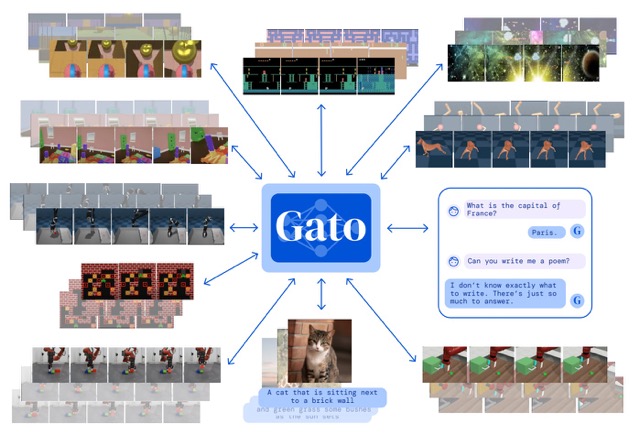 Gato
What is the capital of
France?
Paris.
G
Can you write me a poem?
I don't know exactly what
to write. There's just so
much to answer.
G
A cat that is sitting next
to a brick wall
and green grass some bushes
as the sun sets